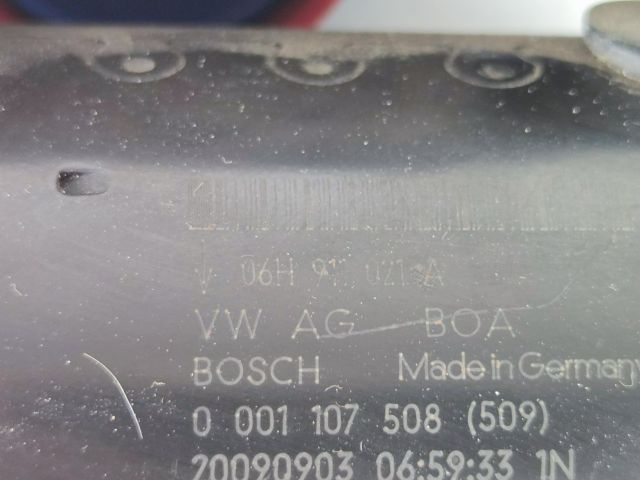 06H 911 021 A
VW AG BOA
BOSCH Made in Germany
0 001 107 508 (509)
20090903 06:59:33 1N